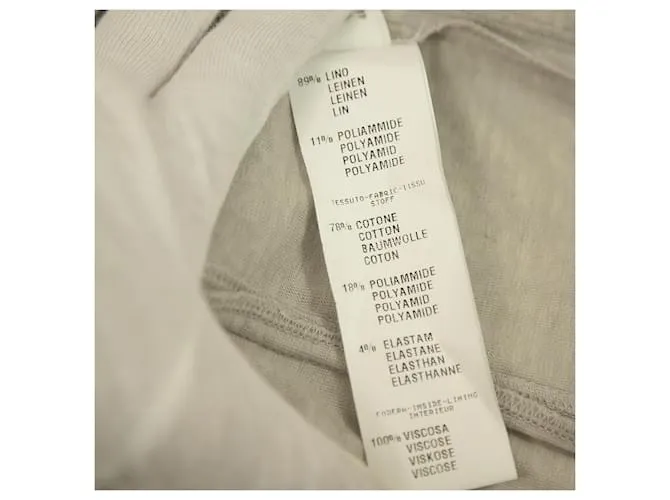 89% LINO
LEINEN
LEINEN
LIN
11% POLIAMMIDE
POLYAMIDE
POLYAMID
POLYAMIDE
TESSUTO-FABRIC-TISSU
STOFF
78% COTONE
COTTON
BAUMWOLLE
COTON
18% POLIAMMIDE
POLYAMIDE
POLYAMID
POLYAMIDE
4% ELASTAM
ELASTANE
ELASTHAN
ELASTHANNE
FODERA-INSIDE-LINING
INTERIEUR
100% VISCOSA
VISCOSE
VISKOSE
VISCOSE